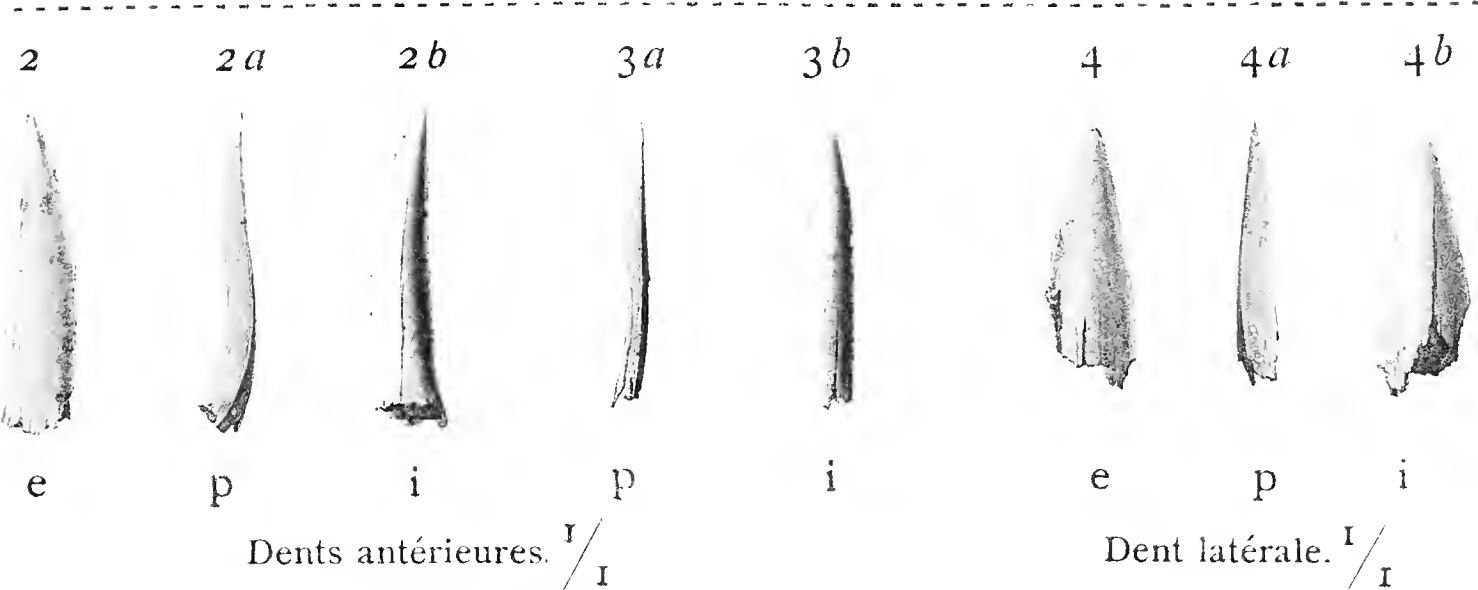 2 2a 2b 3a 3b 4 4a 4b
e p i p i e p i
Dents antérieures. 1/1 Dent latérale. 1/1